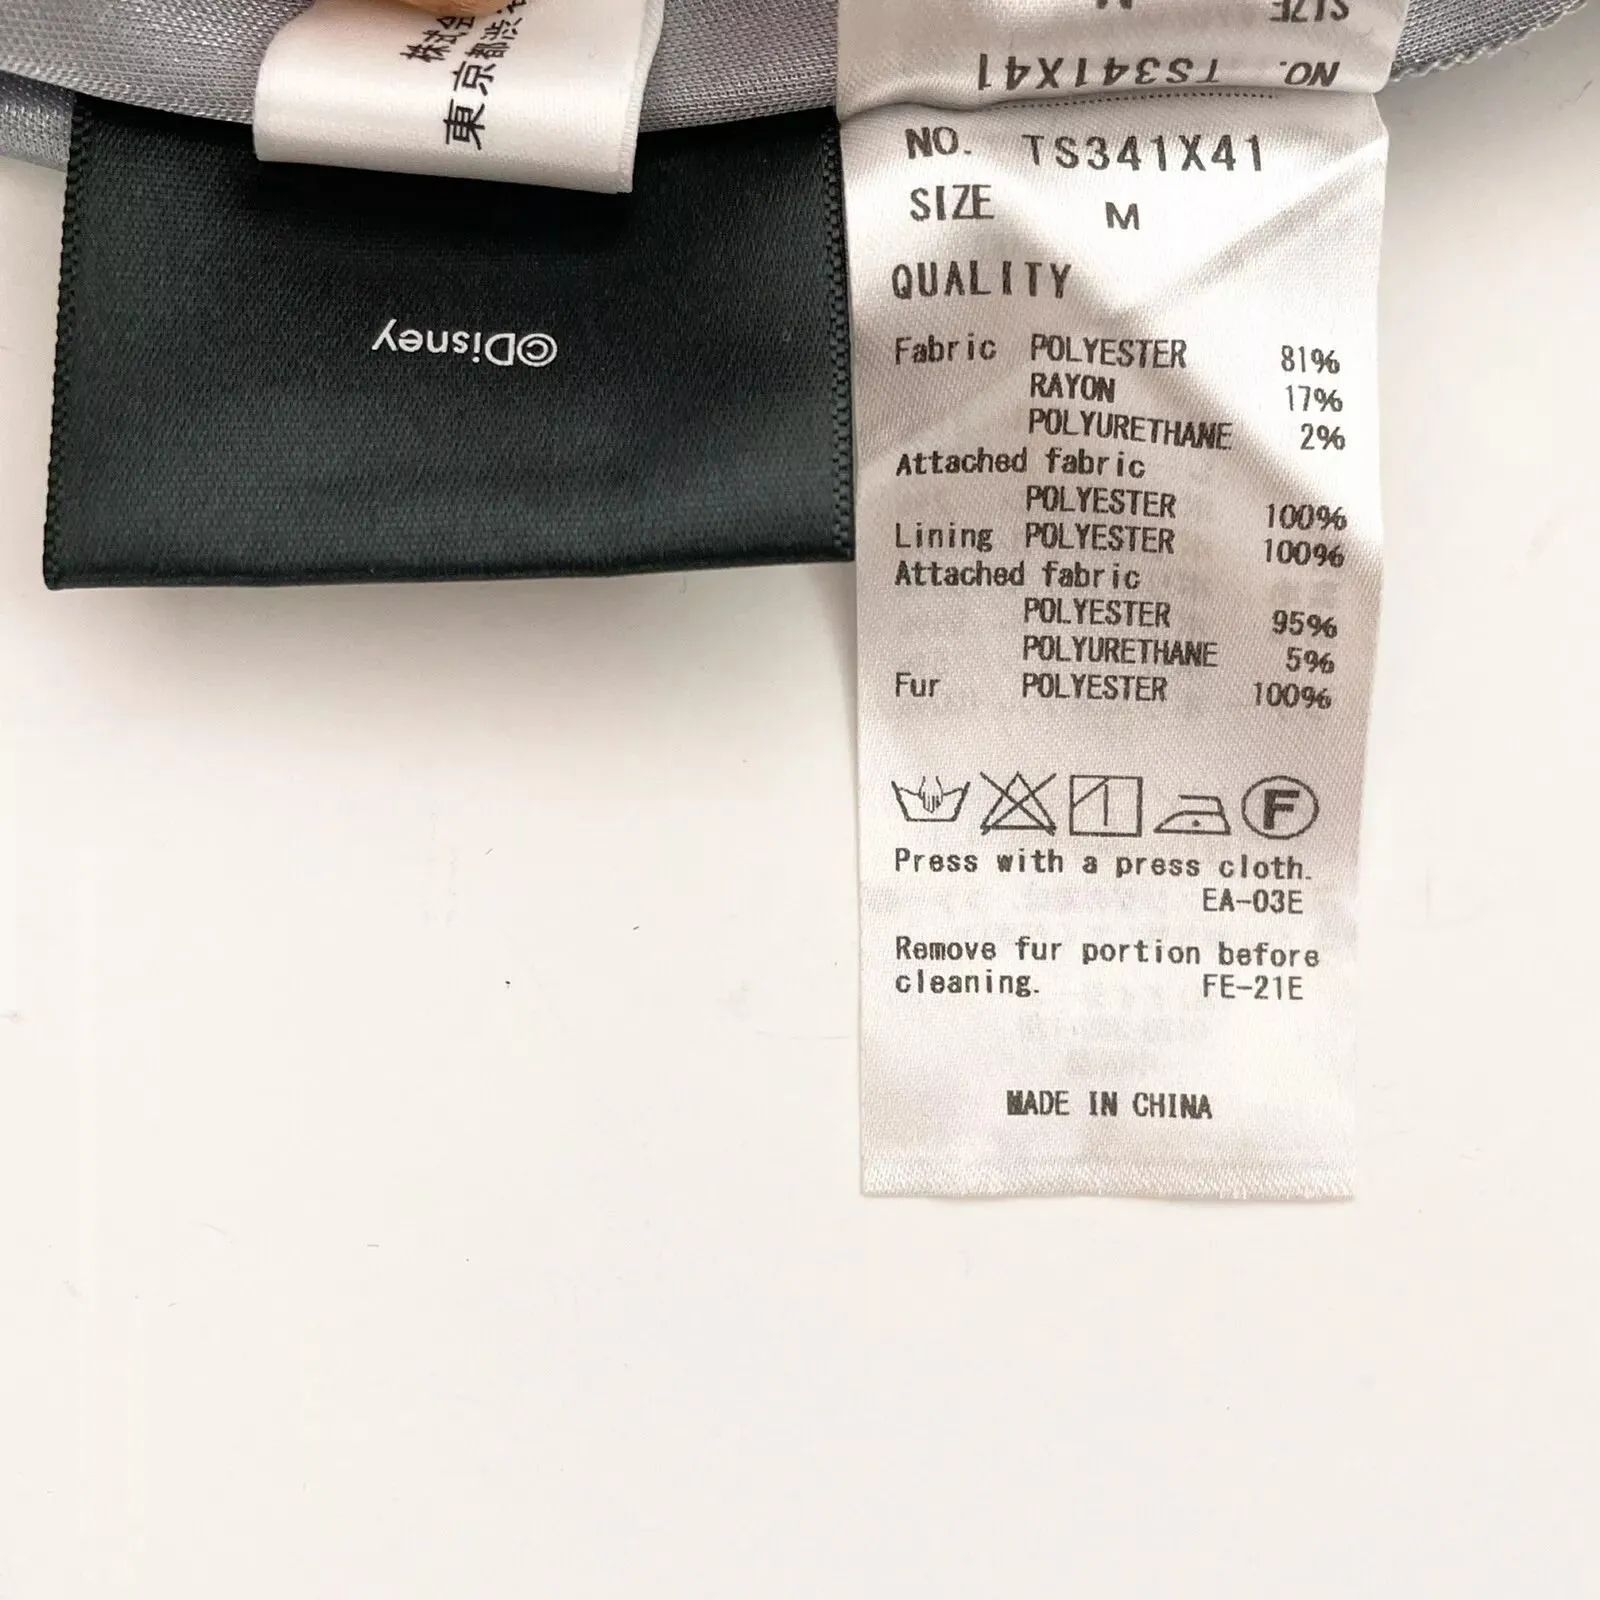 株式会
東京都渋谷
©Disney
SIZE M
NO. TS341X41
NO. TS341X41
SIZE M
QUALITY
Fabric POLYESTER 81%
RAYON 17%
POLYURETHANE 2%
Attached fabric
POLYESTER 100%
Lining POLYESTER 100%
Attached fabric
POLYESTER 95%
POLYURETHANE 5%
Fur POLYESTER 100%
F
Press with a press cloth.
EA-03E
Remove fur portion before
cleaning. FE-21E
MADE IN CHINA